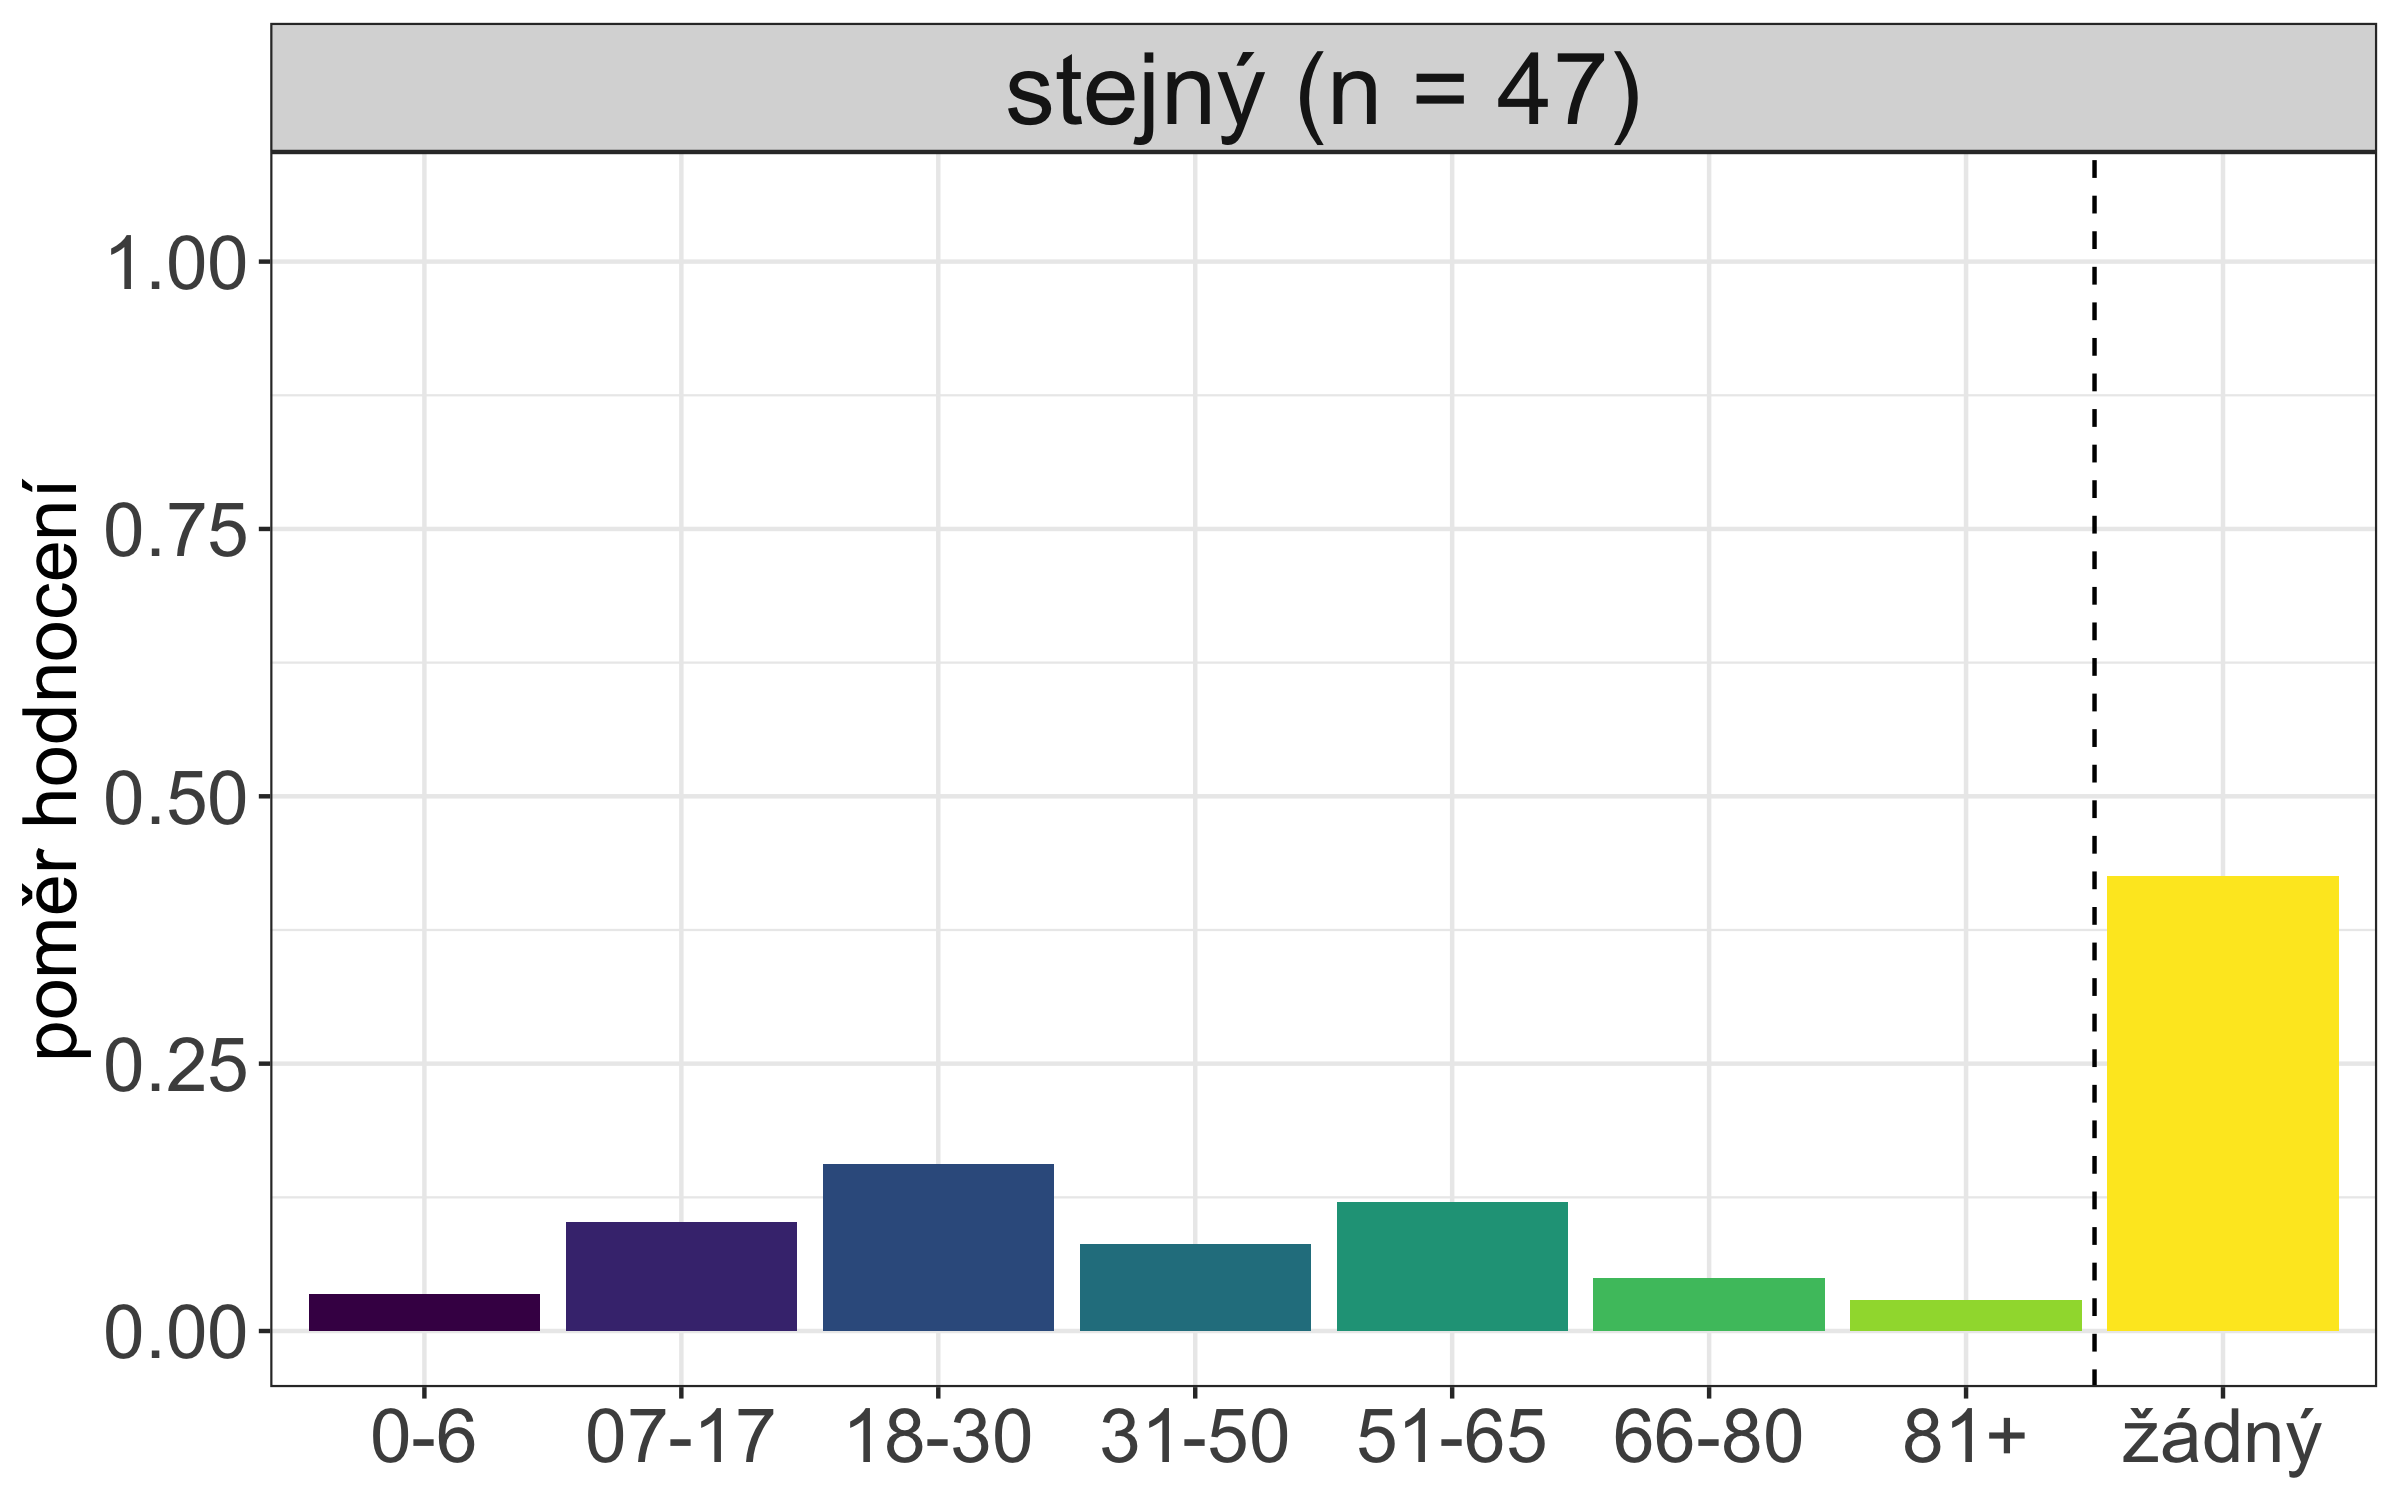 stejný (n = 47)
poměr hodnocení
1.00
0.75
0.50
0.25
0.00
0-6 07-17 18-30 31-50 51-65 66-80 81+ žádný